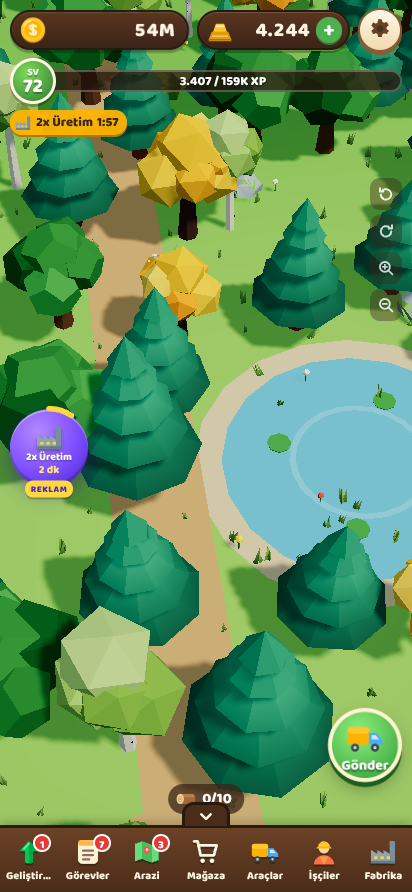 54M
4.244
SV
72
3.407 / 159K XP
2x Üretim 1:57
2x Üretim
2 dk
REKLAM
Gönder
0/10
1
7
3
Geliştir...
Görevler
Arazi
Mağaza
Araçlar
İşçiler
Fabrika